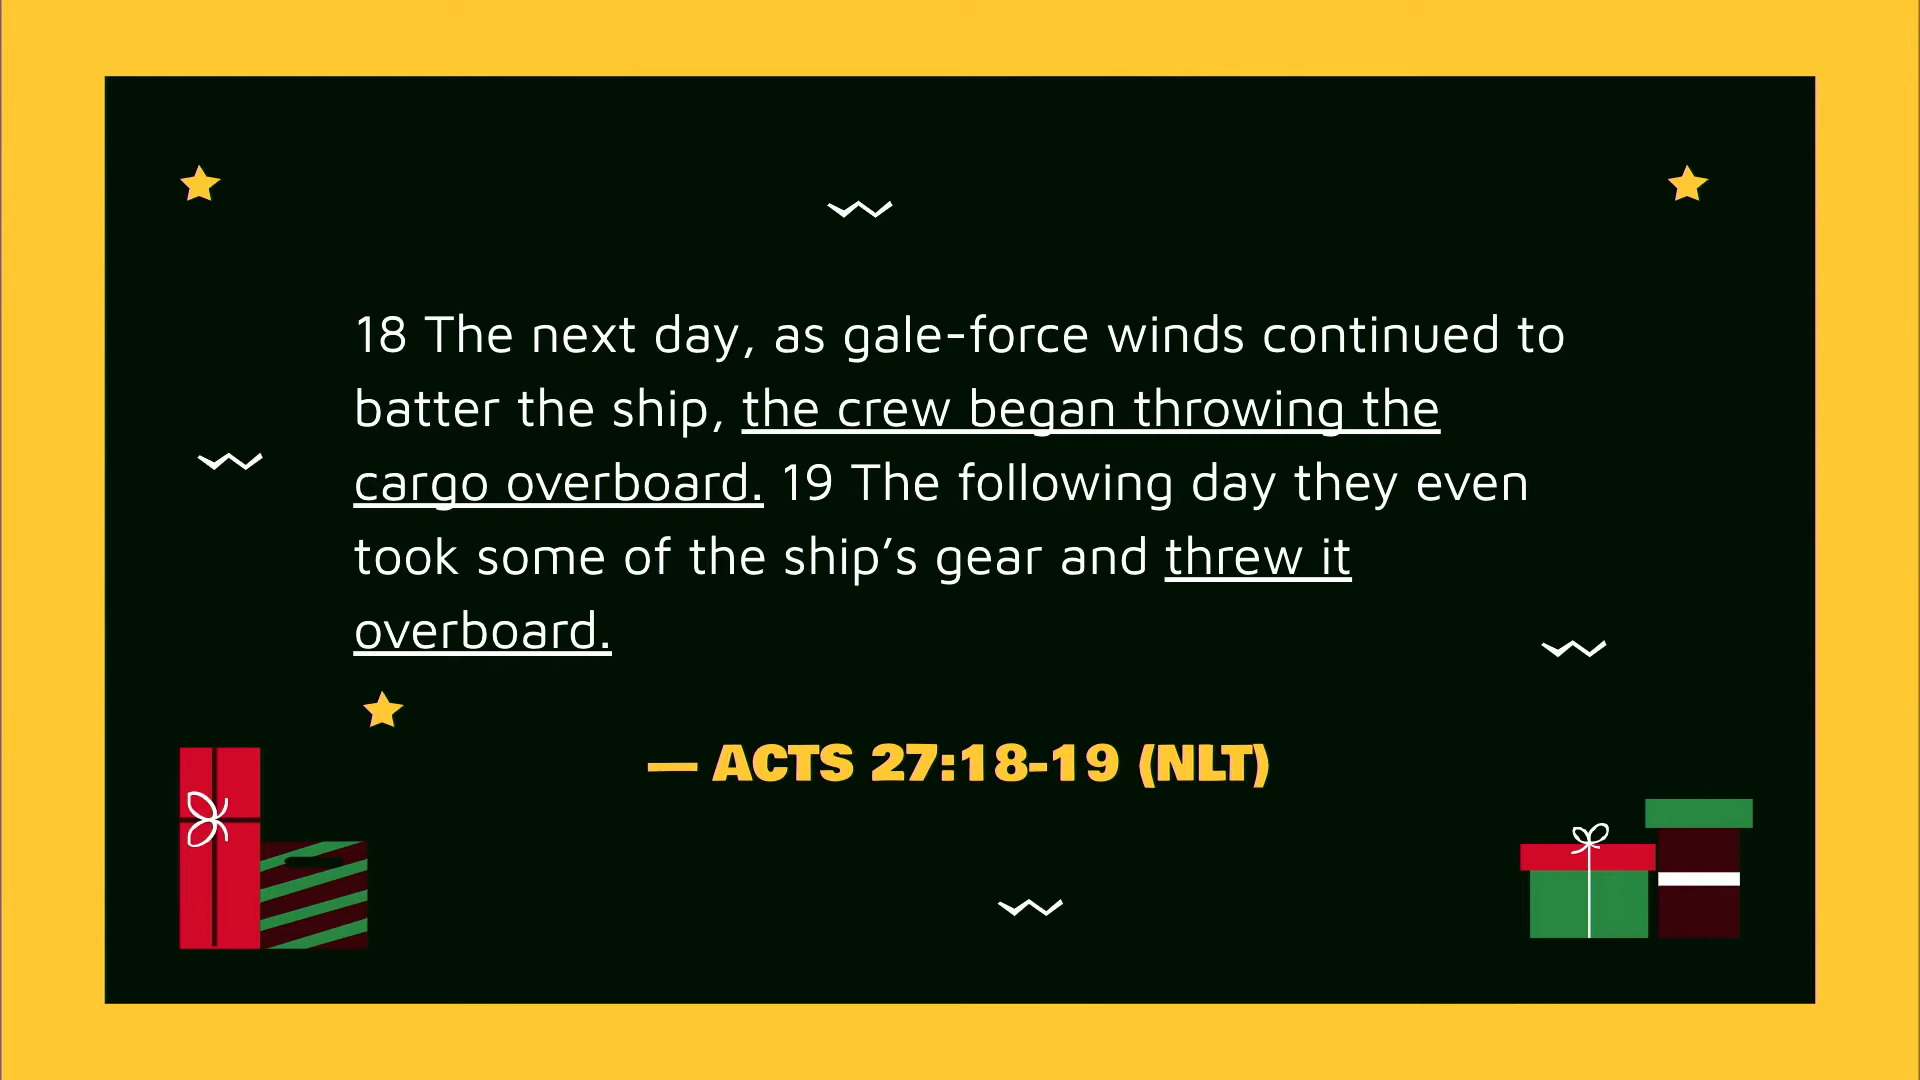 18 The next day, as gale-force winds continued to
batter the ship, the crew began throwing the
cargo overboard. 19 The following day they even
took some of the ship’s gear and threw it
overboard.
— ACTS 27:18-19 (NLT)